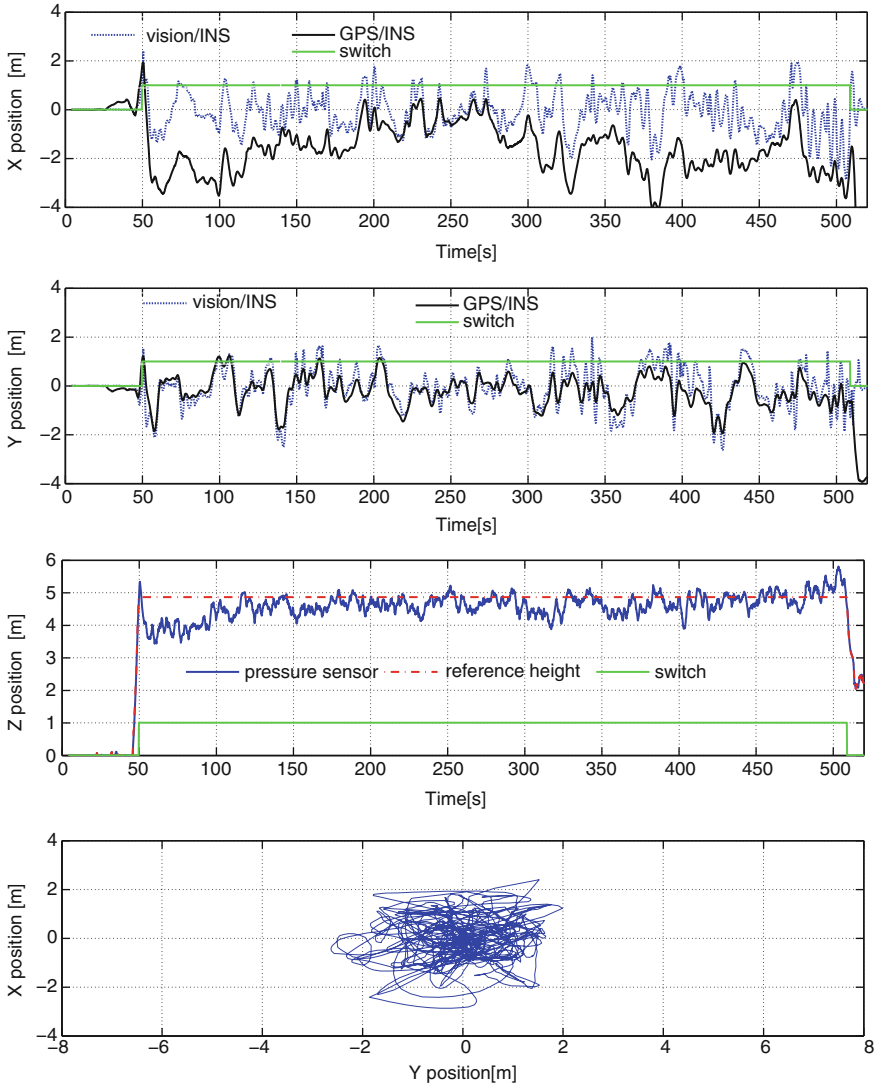 vision/INS GPS/INS
switch
X position [m]
4
2
0
−2
−4
0 50 100 150 200 250 300 350 400 450 500
Time[s]
vision/INS GPS/INS
switch
Y position [m]
4
2
0
−2
−4
0 50 100 150 200 250 300 350 400 450 500
Time[s]
Z position [m]
6
5
4
3
pressure sensor reference height switch
2
1
0
0 50 100 150 200 250 300 350 400 450 500
Time[s]
X position [m]
4
2
0
−2
−4
−8 −6 −4 −2 0 2 4 6 8
Y position[m]